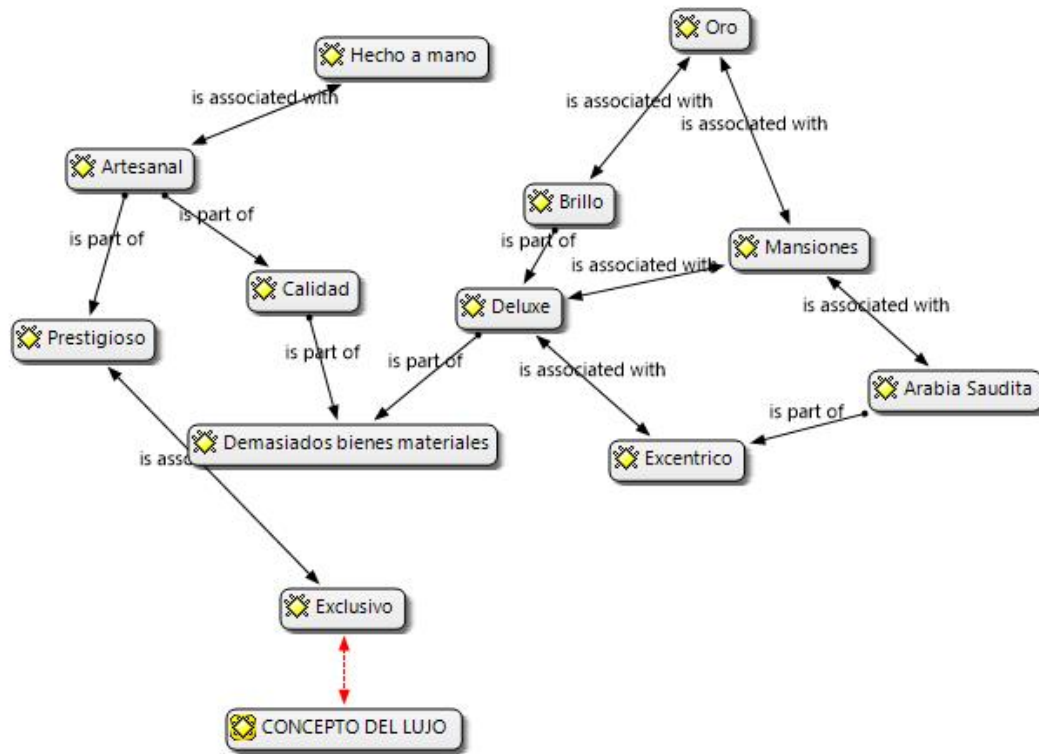 Oro
Hecho a mano
is associated with
is associated with
is associated with
Artesanal
Brillo
is part of
is part of
is part of
Mansiones
is associated with
Calidad
Deluxe
is associated with
Prestigioso
is part of
is part of
is associated with
Arabia Saudita
is part of
Demasiados bienes materiales
Excentrico
Exclusivo
CONCEPTO DEL LUJO